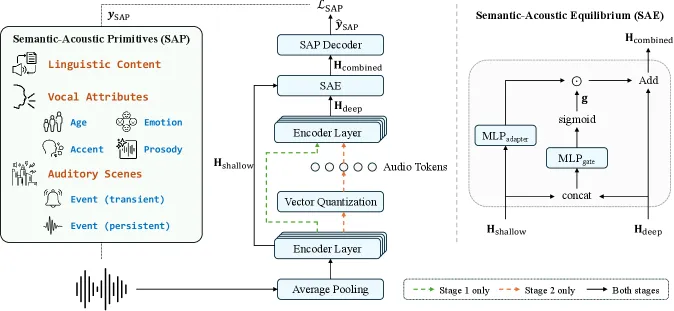 y_SAP
ℒ_SAP
ŷ_SAP
Semantic-Acoustic Primitives (SAP)
Linguistic Content
Vocal Attributes
Age
Emotion
Accent
Prosody
Auditory Scenes
Event (transient)
Event (persistent)
SAP Decoder
H_combined
SAE
H_deep
Encoder Layer
H_shallow
Audio Tokens
Vector Quantization
Encoder Layer
Average Pooling
Semantic-Acoustic Equilibrium (SAE)
H_combined
⊙
Add
g
sigmoid
MLP_adapter
MLP_gate
concat
H_shallow
H_deep
Stage 1 only
Stage 2 only
Both stages